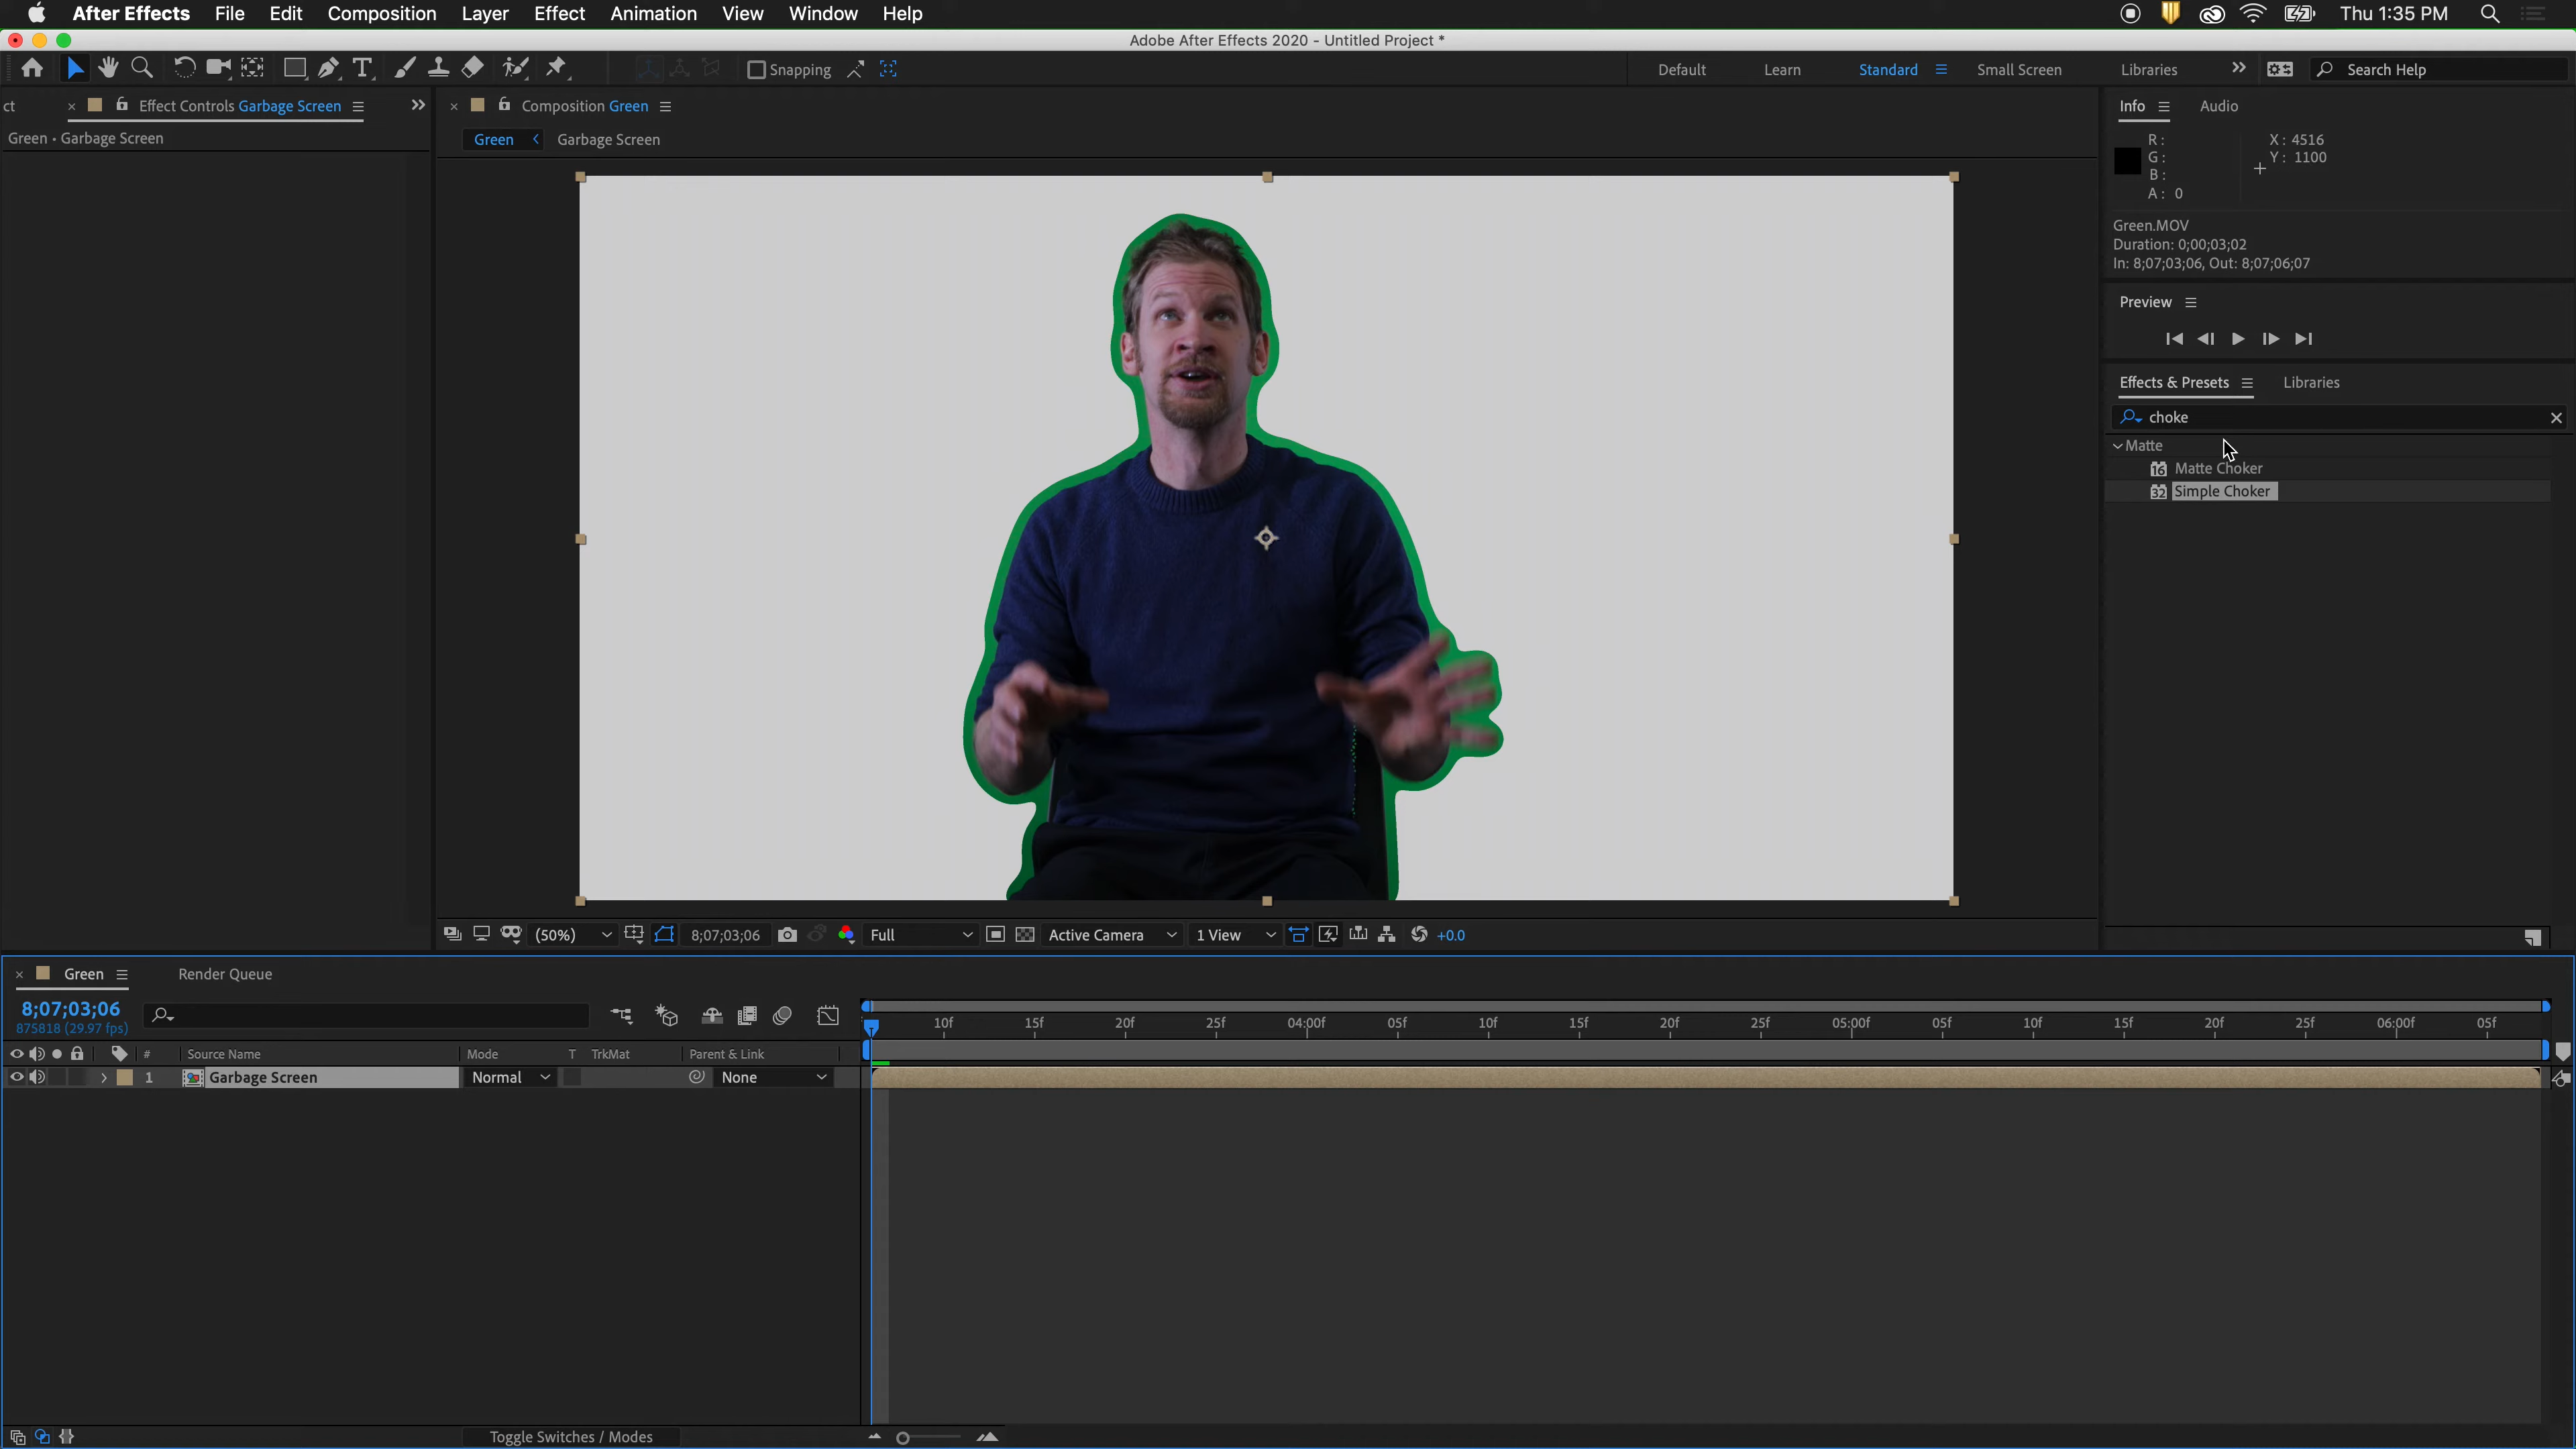 After Effects File Edit Composition Layer Effect Animation View Window Help Thu 1:35 PM
Adobe After Effects 2020 - Untitled Project *
Snapping Default Learn Standard Small Screen Libraries Search Help
ct Effect Controls Garbage Screen Composition Green Info Audio
Green • Garbage Screen
Green Garbage Screen
R :
G :
B :
A : 0
X : 4516
Y : 1100
Green.MOV
Duration: 0;00;03;02
In: 8;07;03;06, Out: 8;07;06;07
Preview
Effects & Presets Libraries
choke
Matte
16 Matte Choker
32 Simple Choker
(50%) 8;07;03;06 Full Active Camera 1 View +0.0
Green Render Queue
8;07;03;06
875818 (29.97 fps)
10f 15f 20f 25f 04:00f 05f 10f 15f 20f 25f 05:00f 05f 10f 15f 20f 25f 06:00f 05f
# Source Name Mode T TrkMat Parent & Link
1 Garbage Screen Normal None
Toggle Switches / Modes